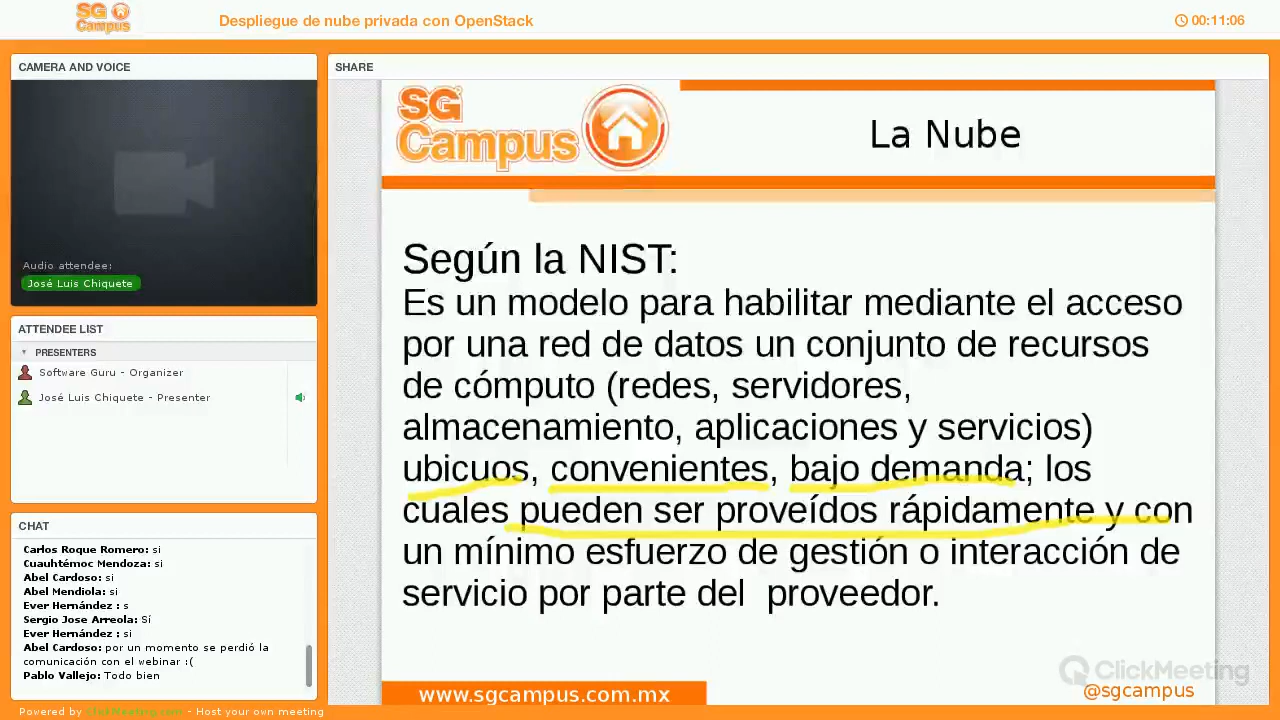 SG
Campus
Despliegue de nube privada con OpenStack
00:11:06
CAMERA AND VOICE
Audio attendee:
José Luis Chiquete
ATTENDEE LIST
PRESENTERS
Software Guru - Organizer
José Luis Chiquete - Presenter
CHAT
Carlos Roque Romero: si
Cuauhtémoc Mendoza: si
Abel Cardoso: si
Abel Mendiola: si
Ever Hernández : s
Sergio Jose Arreola: Sí
Ever Hernández : si
Abel Cardoso: por un momento se perdió la
comunicación con el webinar :(
Pablo Vallejo: Todo bien
SHARE
SG
Campus
La Nube
Según la NIST:
Es un modelo para habilitar mediante el acceso
por una red de datos un conjunto de recursos
de cómputo (redes, servidores,
almacenamiento, aplicaciones y servicios)
ubicuos, convenientes, bajo demanda; los
cuales pueden ser proveídos rápidamente y con
un mínimo esfuerzo de gestión o interacción de
servicio por parte del  proveedor.
ClickMeeting
www.sgcampus.com.mx
@sgcampus
Powered by ClickMeeting.com - Host your own meeting